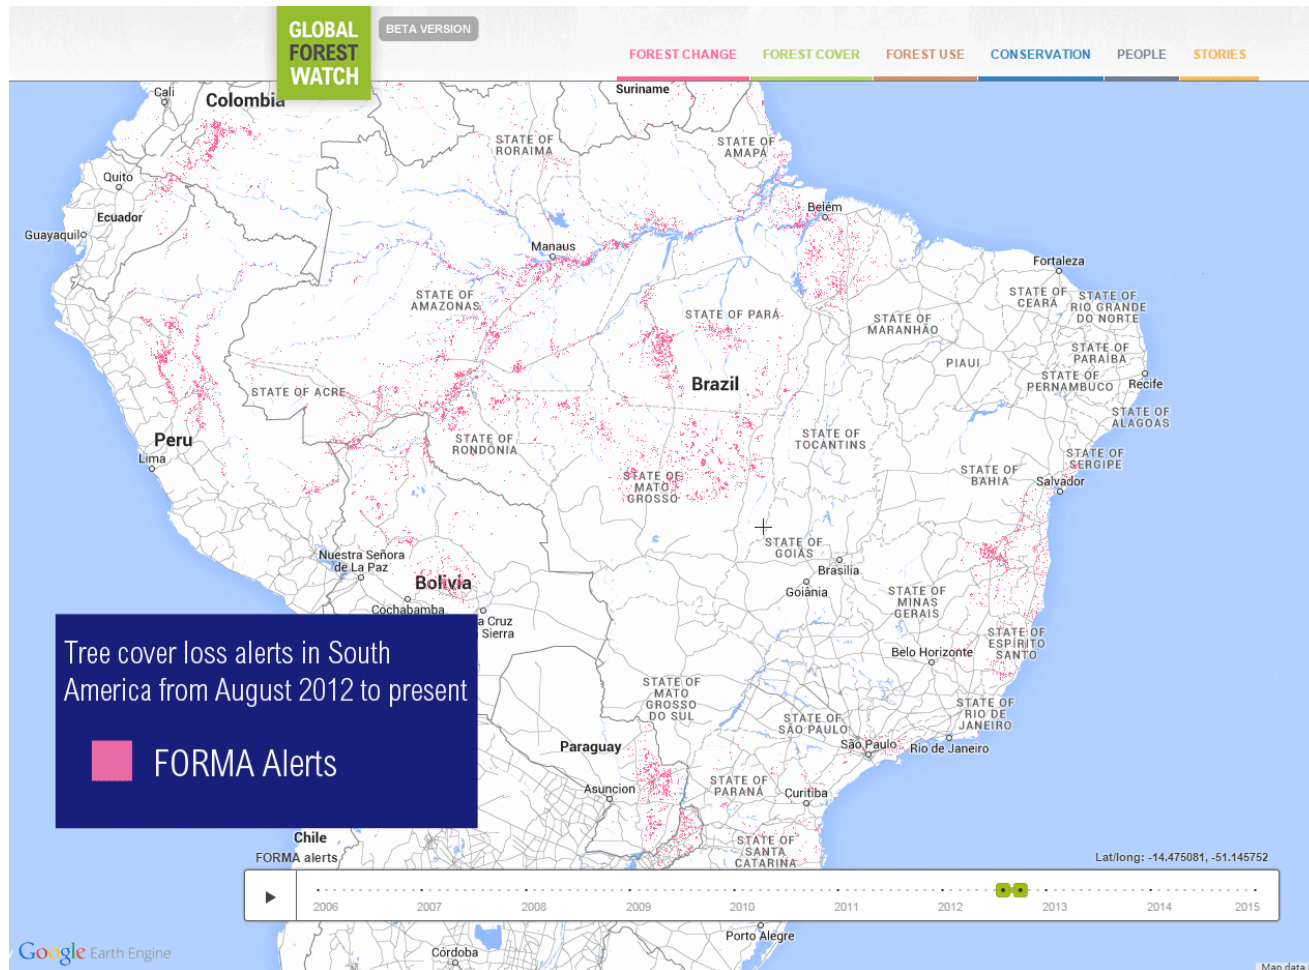 GLOBAL
FOREST
WATCH
BETA VERSION
FOREST CHANGE
FOREST COVER
FOREST USE
CONSERVATION
PEOPLE
STORIES
Cali
Colombia
Suriname
STATE OF
RORAIMA
STATE OF
AMAPÁ
Quito
Ecuador
Guayaquil
Belém
Manaus
Fortaleza
STATE OF
AMAZONAS
STATE OF PARÁ
STATE OF
MARANHÃO
STATE OF
CEARÁ
STATE OF
RIO GRANDE
DO NORTE
STATE OF
PARAÍBA
PIAUI
STATE OF
PERNAMBUCO
Recife
STATE OF ACRE
Brazil
STATE OF
ALAGOAS
Peru
Lima
STATE OF
RONDÔNIA
STATE OF
TOCANTINS
STATE OF
SERGIPE
STATE OF
MATO
GROSSO
STATE OF
BAHIA
Salvador
Nuestra Señora
de La Paz
STATE OF
GOIÁS
Brasilia
Goiânia
Bolivia
Cochabamba
a Cruz
Sierra
STATE OF
MINAS
GERAIS
STATE OF
ESPÍRITO
SANTO
Belo Horizonte
Tree cover loss alerts in South
America from August 2012 to present
FORMA Alerts
STATE OF
MATO
GROSSO
DO SUL
STATE OF
RIO DE
JANEIRO
STATE OF
SÃO PAULO
São Paulo
Rio de Janeiro
Paraguay
Asuncion
STATE OF
PARANÁ
Curitiba
Chile
STATE OF
SANTA
CATARINA
FORMA alerts
Lat/long: -14.475081, -51.145752
2006
2007
2008
2009
2010
2011
2012
2013
2014
2015
Porto Alegre
Córdoba
Google Earth Engine
Map data